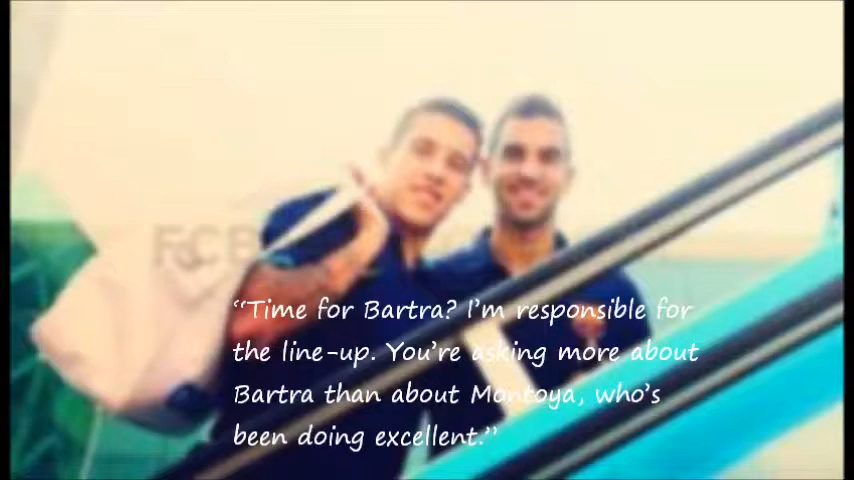 FCB
“Time for Bartra? I’m responsible for
the line-up. You’re asking more about
Bartra than about Montoya, who’s
been doing excellent.”